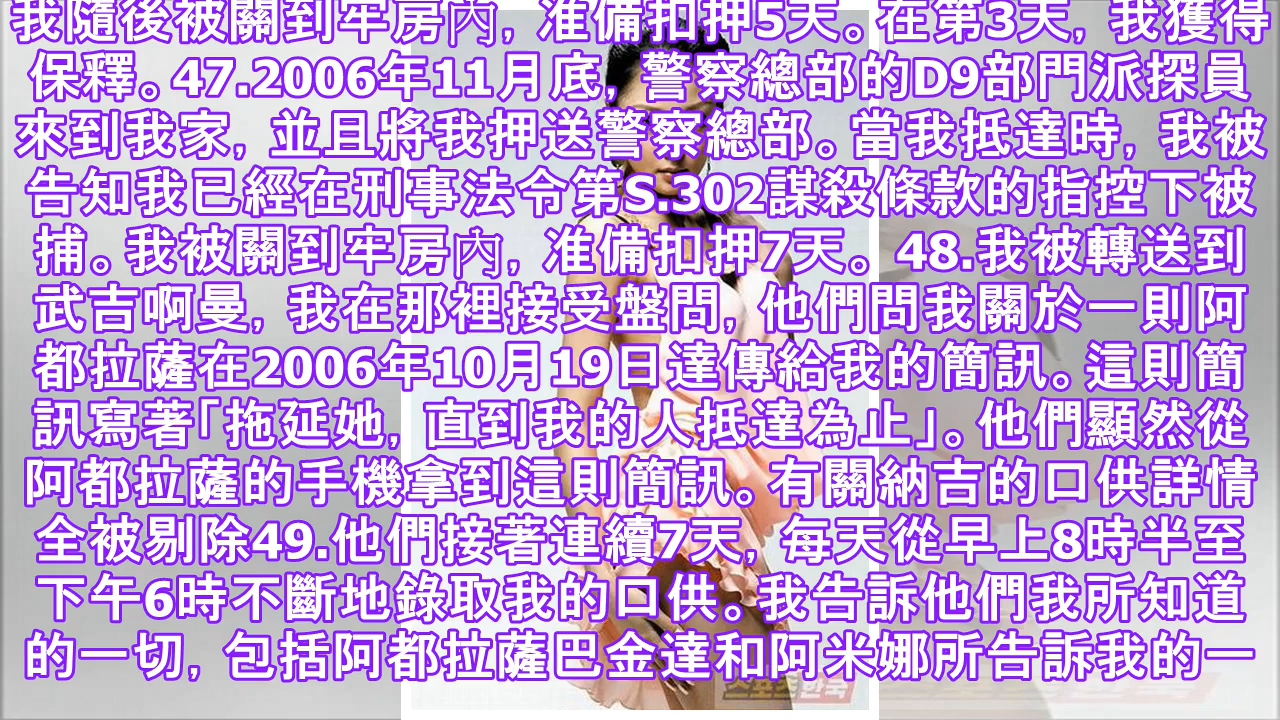 我隨後被關到牢房內，准備扣押5天。在第3天，我獲得
保釋。47.2006年11月底，警察總部的D9部門派探員
來到我家，並且將我押送警察總部。當我抵達時，我被
告知我已經在刑事法令第S.302謀殺條款的指控下被
捕。我被關到牢房內，准備扣押7天。 48.我被轉送到
武吉啊曼，我在那裡接受盤問，他們問我關於一則阿
都拉薩在2006年10月19日達傳給我的簡訊。這則簡
訊寫著「拖延她，直到我的人抵達為止」。他們顯然從
阿都拉薩的手機拿到這則簡訊。有關納吉的口供詳情
全被剔除49.他們接著連續7天，每天從早上8時半至
下午6時不斷地錄取我的口供。我告訴他們我所知道
的一切，包括阿都拉薩巴金達和阿米娜所告訴我的一
스포츠한국